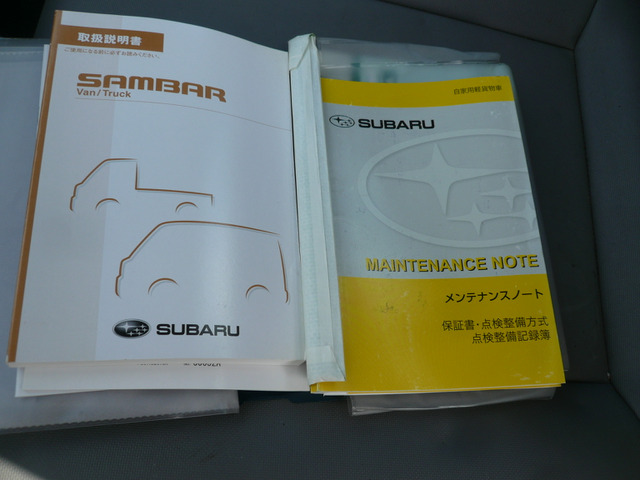 取扱説明書
ご使用になる前に必ずお読みください。
SAMBAR
Van/Truck
SUBARU
自家用軽貨物車
SUBARU
MAINTENANCE NOTE
メンテナンスノート
保証書・点検整備方式
点検整備記録簿